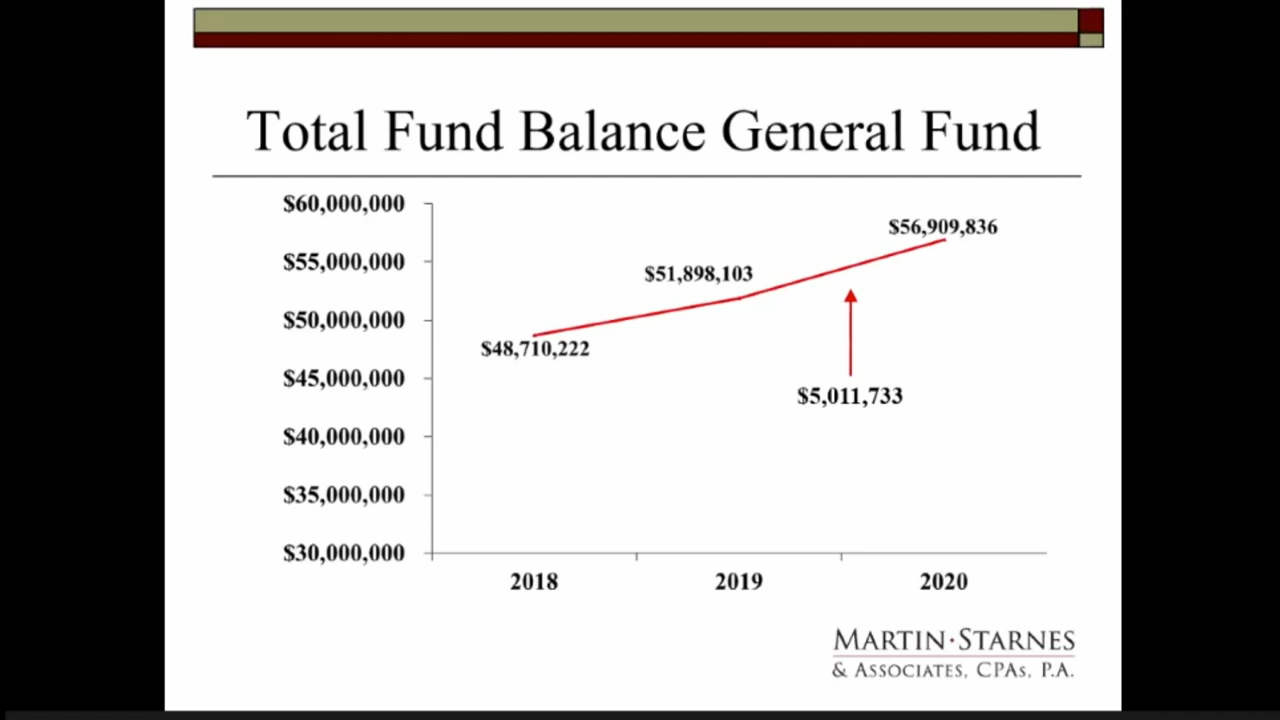 Total Fund Balance General Fund
$60,000,000
$55,000,000
$50,000,000
$45,000,000
$40,000,000
$35,000,000
$30,000,000
$48,710,222
$51,898,103
$56,909,836
$5,011,733
2018 2019 2020
MARTIN·STARNES
& ASSOCIATES, CPAs, P.A.